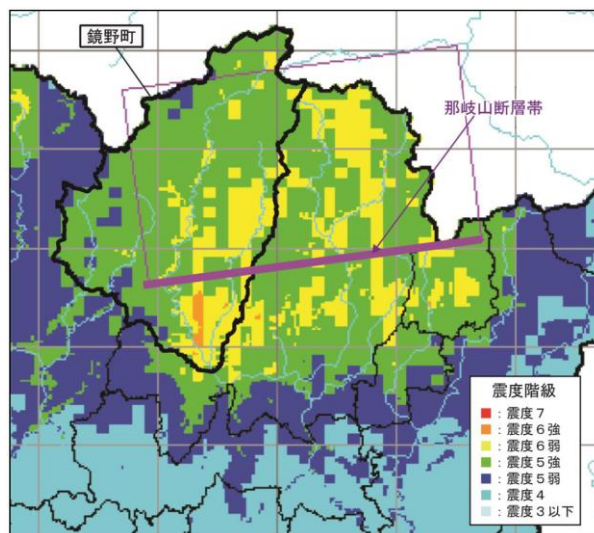 鏡野町
那岐山断層帯
震度階級
：震度７
：震度６強
：震度６弱
：震度５強
：震度５弱
：震度４
：震度３以下